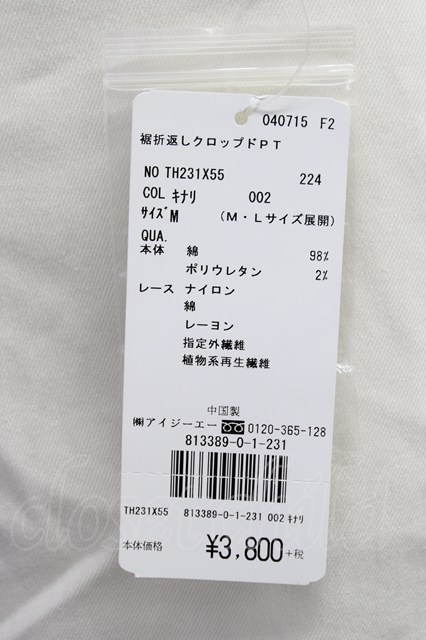 040715 F2
裾折返しクロップドPT
NO TH231X55 224
COL キナリ 002
サイズ M (M・Lサイズ展開)
QUA.
本体 綿 98%
ポリウレタン 2%
レース ナイロン
綿
レーヨン
指定外繊維
植物系再生繊維
中国製
㈱アイジーエー 0120-365-128
813389-0-1-231
TH231X55 813389-0-1-231 002 キナリ
本体価格 ¥3,800+税